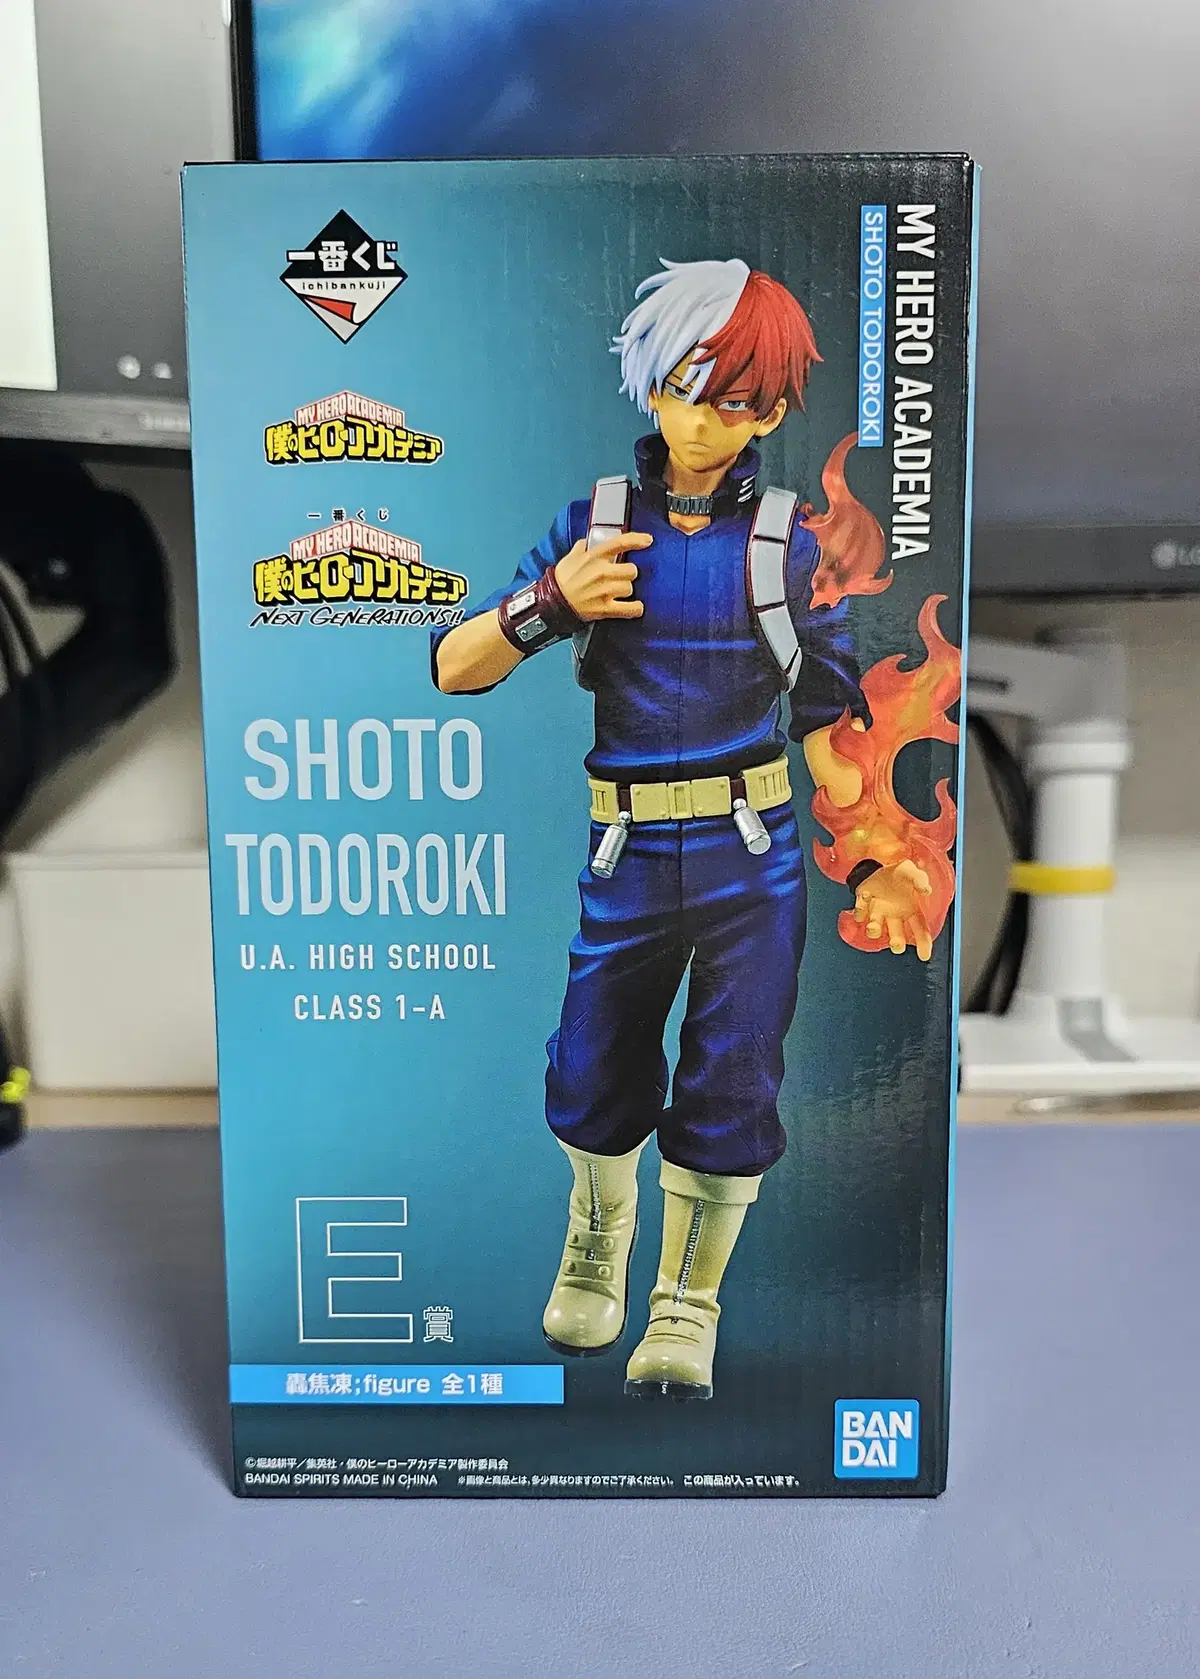 一番くじ
ichibankuji
MY HERO ACADEMIA
SHOTO TODOROKI
MY HERO ACADEMIA
僕のヒーローアカデミア
一番くじ
MY HERO ACADEMIA
僕のヒーローアカデミア
NEXT GENERATIONS!!
SHOTO
TODOROKI
U.A. HIGH SCHOOL
CLASS 1-A
E賞
轟焦凍;figure 全1種
©堀越耕平/集英社・僕のヒーローアカデミア製作委員会
BANDAI SPIRITS MADE IN CHINA ※画像と商品とは、多少異なりますのでご了承ください。 この商品が入っています。
BAN
DAI